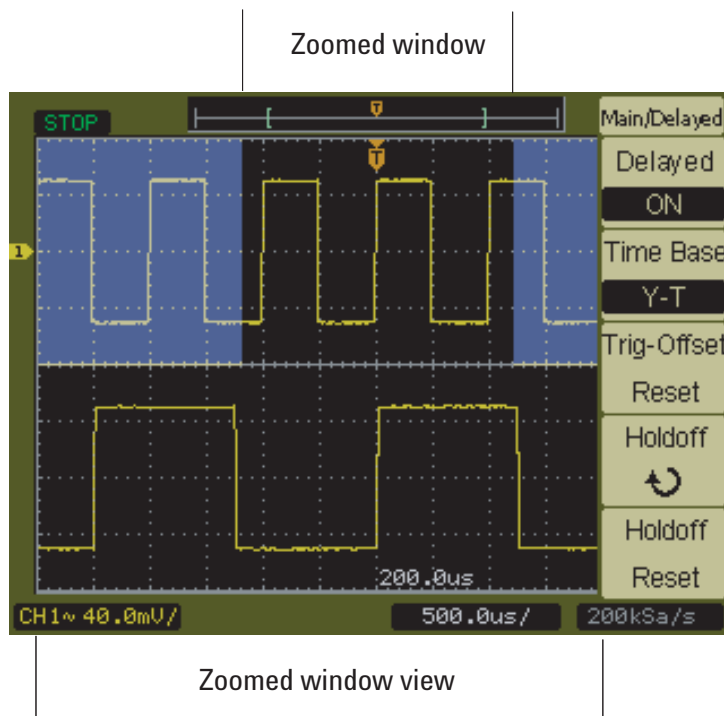 Zoomed window
STOP
T
Main/Delayed
T
Delayed
ON
1
Time Base
Y-T
Trig-Offset
Reset
Holdoff
Holdoff
200.0us
Reset
CH1~ 40.0mV/
500.0us/
200kSa/s
Zoomed window view